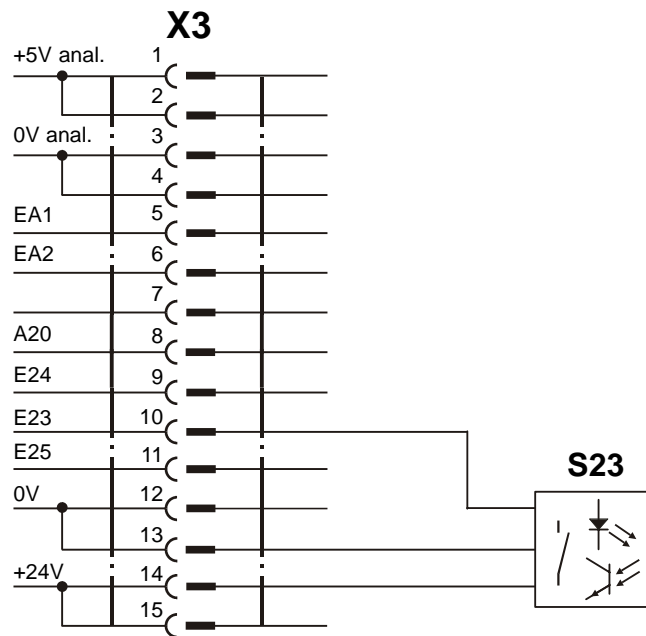 X3
+5V anal. 1
2
0V anal. 3
4
EA1 5
EA2 6
7
A20 8
E24 9
E23 10
E25 11
S23
0V 12
13
+24V 14
15